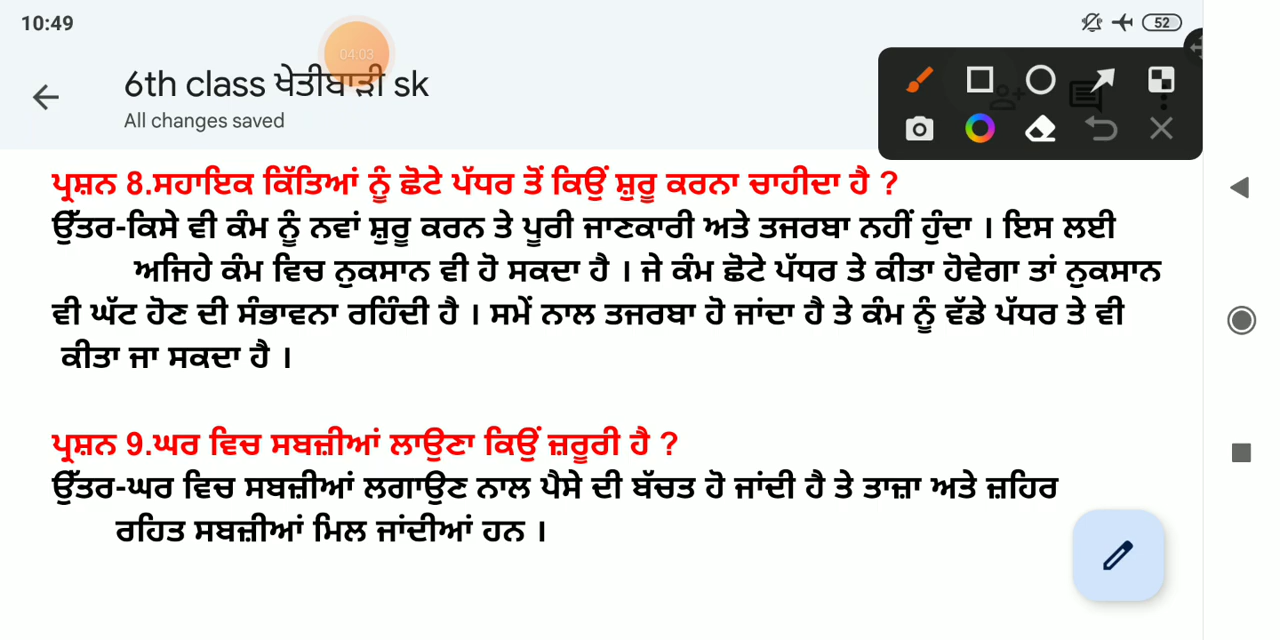 10:49
52
04:03
6th class ਖੇਤੀਬਾੜੀ sk
All changes saved
ਪ੍ਰਸ਼ਨ 8.ਸਹਾਇਕ ਕਿੱਤਿਆਂ ਨੂੰ ਛੋਟੇ ਪੱਧਰ ਤੋਂ ਕਿਉਂ ਸ਼ੁਰੂ ਕਰਨਾ ਚਾਹੀਦਾ ਹੈ ?
ਉੱਤਰ-ਕਿਸੇ ਵੀ ਕੰਮ ਨੂੰ ਨਵਾਂ ਸ਼ੁਰੂ ਕਰਨ ਤੇ ਪੂਰੀ ਜਾਣਕਾਰੀ ਅਤੇ ਤਜਰਬਾ ਨਹੀਂ ਹੁੰਦਾ । ਇਸ ਲਈ
ਅਜਿਹੇ ਕੰਮ ਵਿਚ ਨੁਕਸਾਨ ਵੀ ਹੋ ਸਕਦਾ ਹੈ । ਜੇ ਕੰਮ ਛੋਟੇ ਪੱਧਰ ਤੇ ਕੀਤਾ ਹੋਵੇਗਾ ਤਾਂ ਨੁਕਸਾਨ
ਵੀ ਘੱਟ ਹੋਣ ਦੀ ਸੰਭਾਵਨਾ ਰਹਿੰਦੀ ਹੈ । ਸਮੇਂ ਨਾਲ ਤਜਰਬਾ ਹੋ ਜਾਂਦਾ ਹੈ ਤੇ ਕੰਮ ਨੂੰ ਵੱਡੇ ਪੱਧਰ ਤੇ ਵੀ
ਕੀਤਾ ਜਾ ਸਕਦਾ ਹੈ ।
ਪ੍ਰਸ਼ਨ 9.ਘਰ ਵਿਚ ਸਬਜ਼ੀਆਂ ਲਾਉਣਾ ਕਿਉਂ ਜ਼ਰੂਰੀ ਹੈ ?
ਉੱਤਰ-ਘਰ ਵਿਚ ਸਬਜ਼ੀਆਂ ਲਗਾਉਣ ਨਾਲ ਪੈਸੇ ਦੀ ਬੱਚਤ ਹੋ ਜਾਂਦੀ ਹੈ ਤੇ ਤਾਜ਼ਾ ਅਤੇ ਜ਼ਹਿਰ
ਰਹਿਤ ਸਬਜ਼ੀਆਂ ਮਿਲ ਜਾਂਦੀਆਂ ਹਨ ।